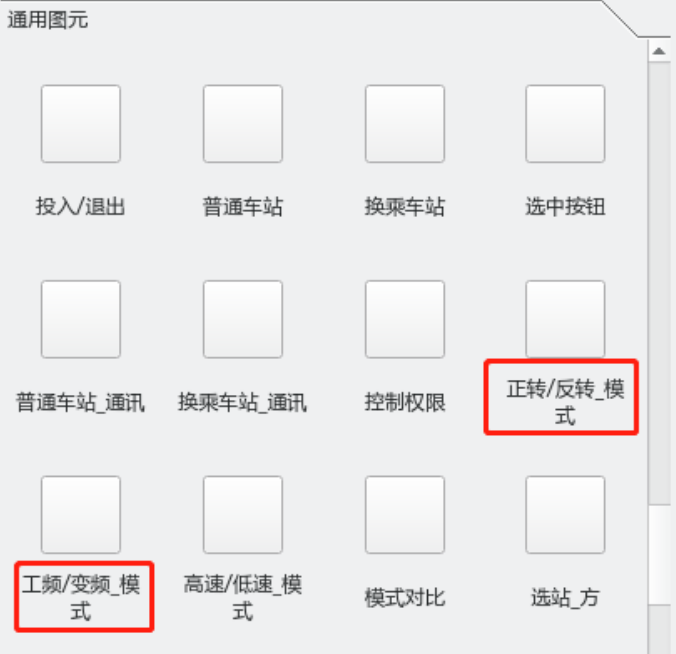 通用图元
投入/退出
普通车站
换乘车站
选中按钮
普通车站_通讯
换乘车站_通讯
控制权限
正转/反转_模
式
工频/变频_模
式
高速/低速_模
式
模式对比
选站_方